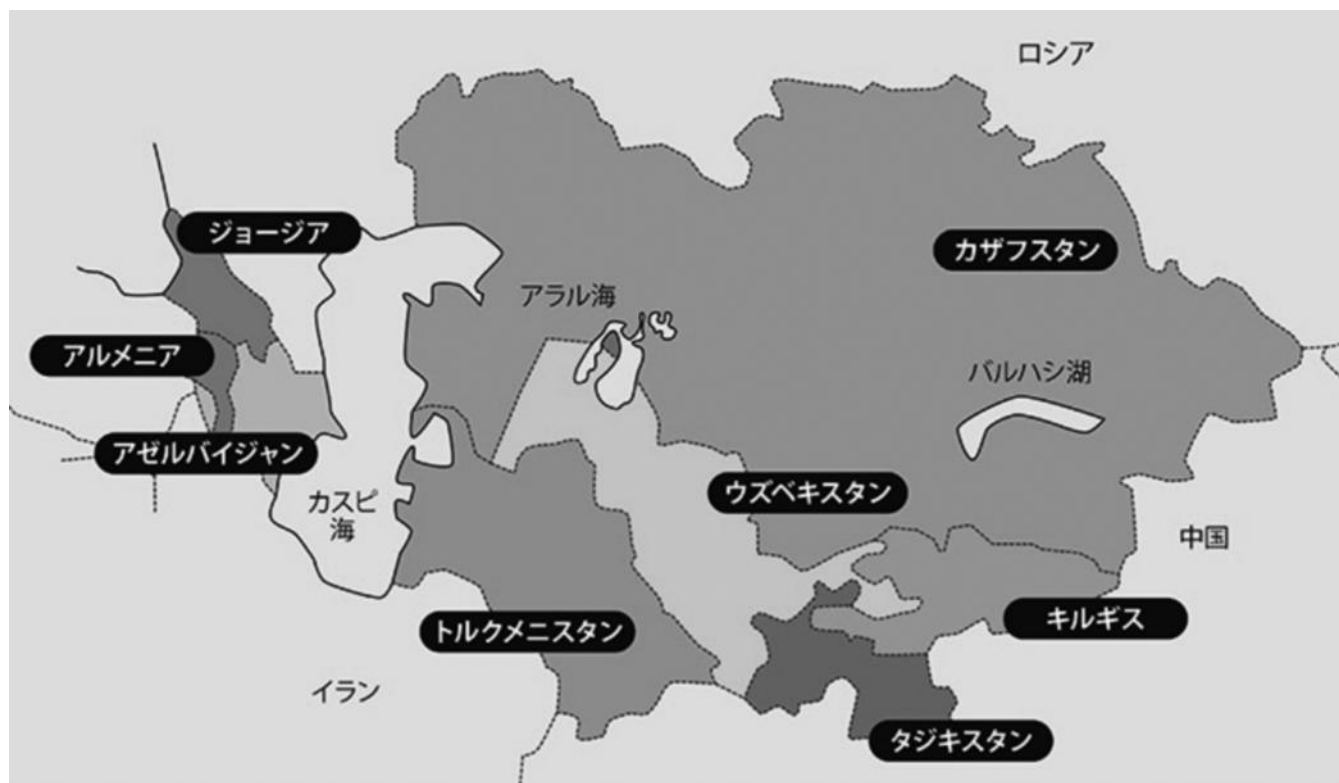 ロシア
ジョージア
カザフスタン
アラル海
アルメニア
バルハシ湖
アゼルバイジャン
カスピ
海
ウズベキスタン
中国
トルクメニスタン
キルギス
イラン
タジキスタン